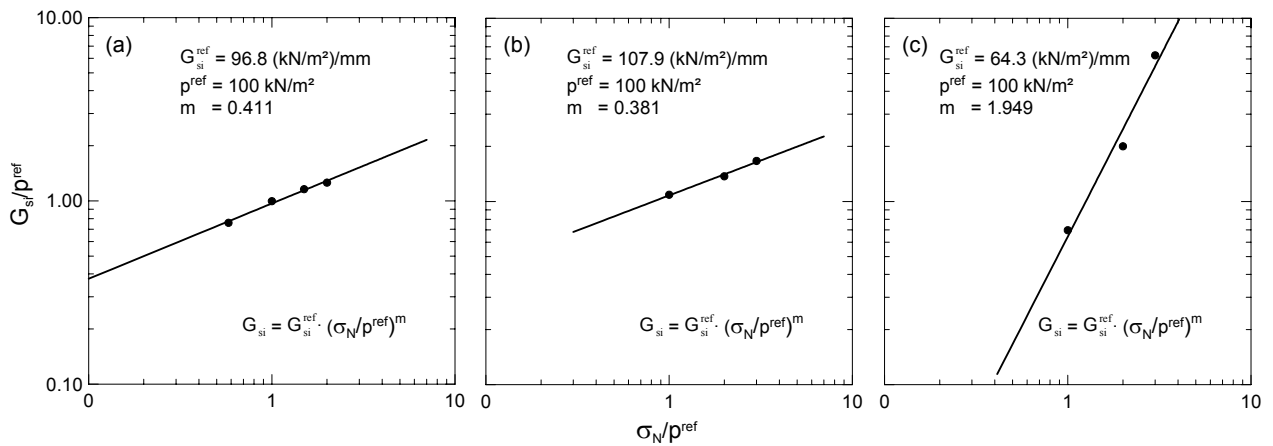 10.00
1.00
0.10
G_si/p^ref
(a)
G_si^ref = 96.8 (kN/m²)/mm
p^ref = 100 kN/m²
m = 0.411
G_si = G_si^ref · (σ_N/p^ref)^m
0 1 10
(b)
G_si^ref = 107.9 (kN/m²)/mm
p^ref = 100 kN/m²
m = 0.381
G_si = G_si^ref · (σ_N/p^ref)^m
0 1 10
(c)
G_si^ref = 64.3 (kN/m²)/mm
p^ref = 100 kN/m²
m = 1.949
G_si = G_si^ref · (σ_N/p^ref)^m
0 1 10
σ_N/p^ref